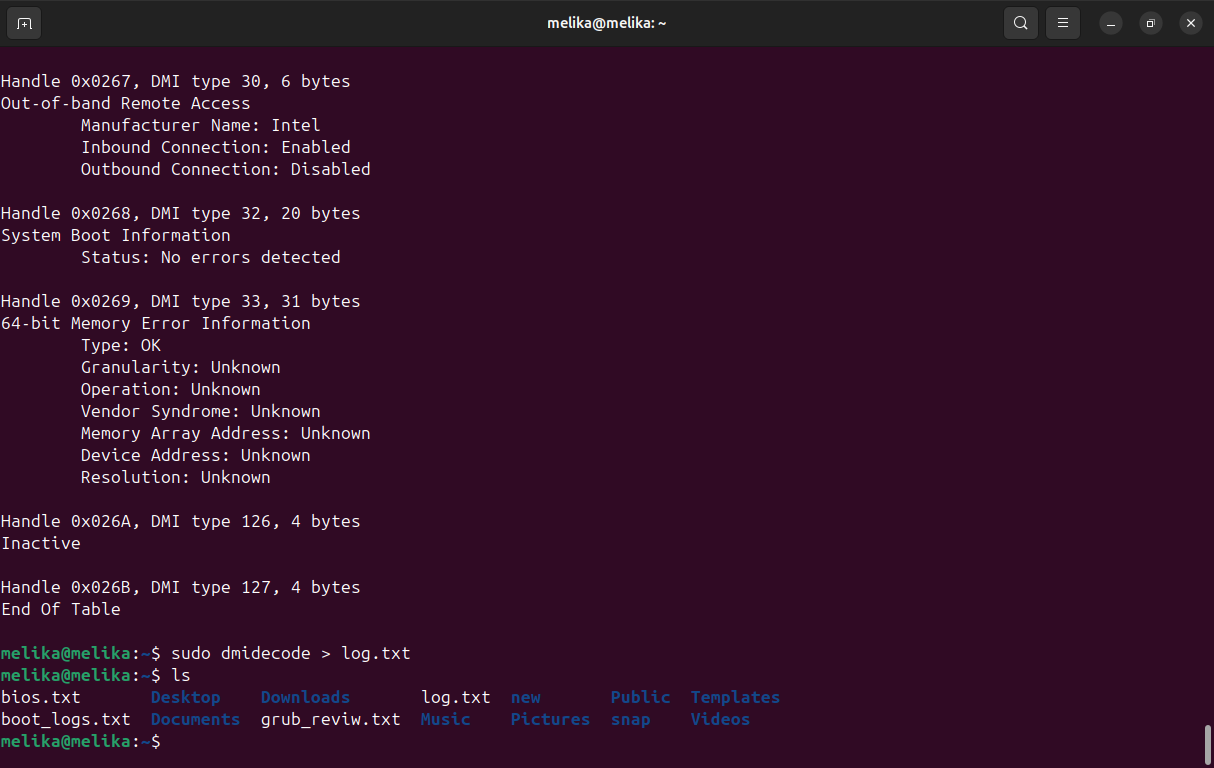 melika@melika: ~
Handle 0x0267, DMI type 30, 6 bytes
Out-of-band Remote Access
        Manufacturer Name: Intel
        Inbound Connection: Enabled
        Outbound Connection: Disabled

Handle 0x0268, DMI type 32, 20 bytes
System Boot Information
        Status: No errors detected

Handle 0x0269, DMI type 33, 31 bytes
64-bit Memory Error Information
        Type: OK
        Granularity: Unknown
        Operation: Unknown
        Vendor Syndrome: Unknown
        Memory Array Address: Unknown
        Device Address: Unknown
        Resolution: Unknown

Handle 0x026A, DMI type 126, 4 bytes
Inactive

Handle 0x026B, DMI type 127, 4 bytes
End Of Table

melika@melika:~$ sudo dmidecode > log.txt
melika@melika:~$ ls
bios.txt       Desktop    Downloads       log.txt  new       Public  Templates
boot_logs.txt  Documents  grub_reviw.txt  Music    Pictures  snap    Videos
melika@melika:~$